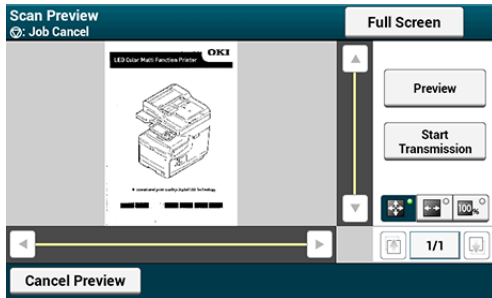 Scan Preview
: Job Cancel
Full Screen
OKI
LED Color Multi Function Printer
Preview
Start
Transmission
100%
1/1
Cancel Preview